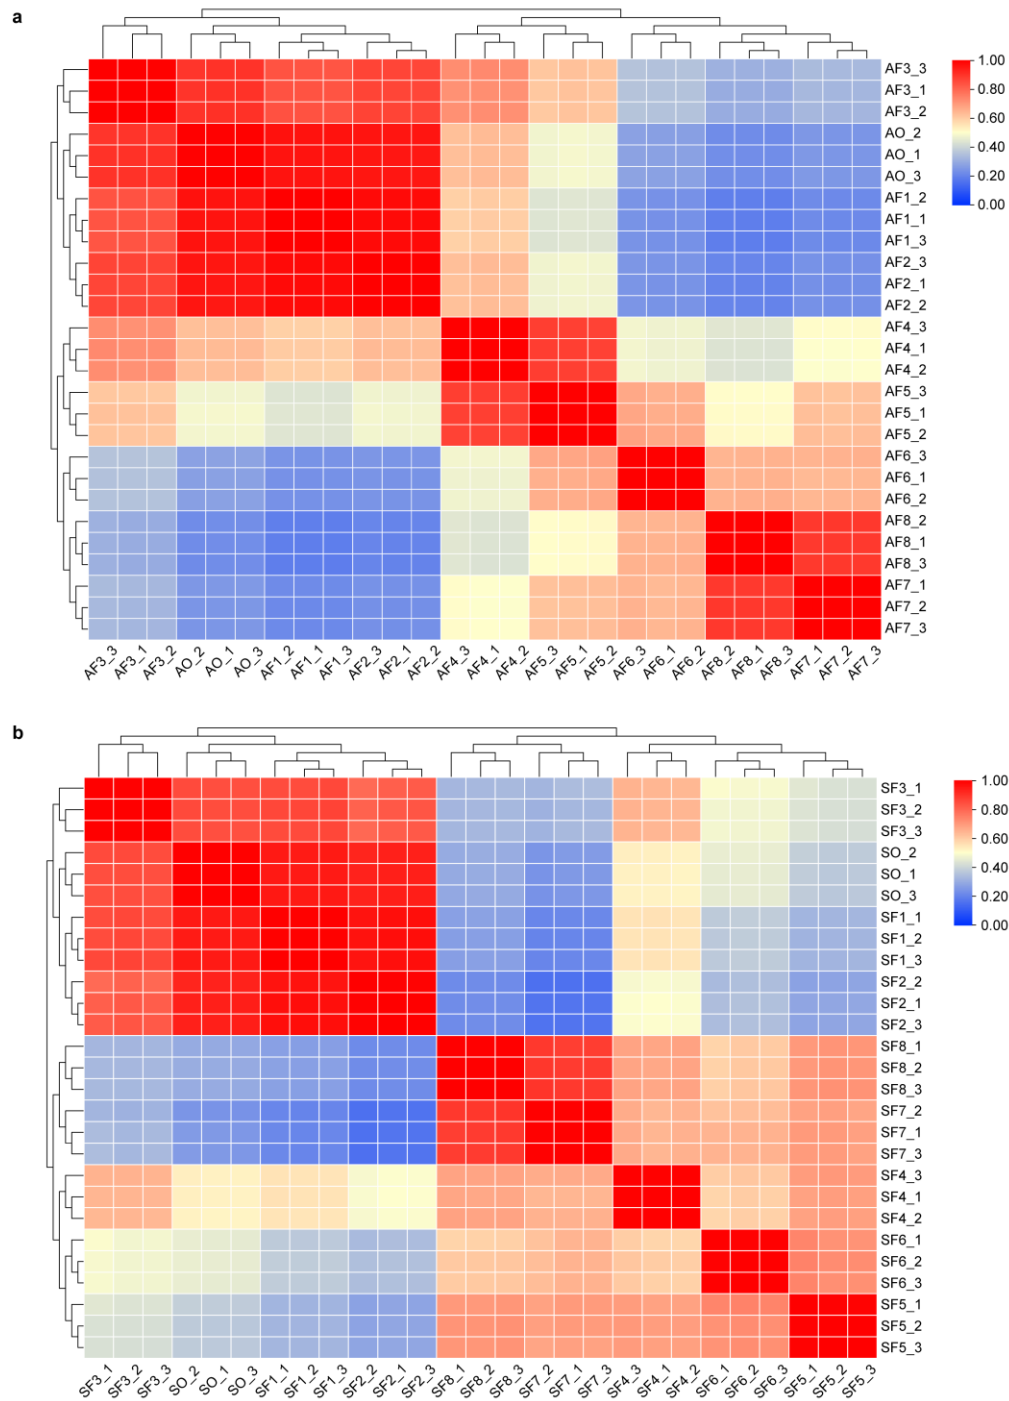 a
AF3_3
AF3_1
AF3_2
AO_2
AO_1
AO_3
AF1_2
AF1_1
AF1_3
AF2_3
AF2_1
AF2_2
AF4_3
AF4_1
AF4_2
AF5_3
AF5_1
AF5_2
AF6_3
AF6_1
AF6_2
AF8_2
AF8_1
AF8_3
AF7_1
AF7_2
AF7_3
1.00
0.80
0.60
0.40
0.20
0.00
AF3_3 AF3_1 AF3_2 AO_2 AO_1 AO_3 AF1_2 AF1_1 AF1_3 AF2_3 AF2_1 AF2_2 AF4_3 AF4_1 AF4_2 AF5_3 AF5_1 AF5_2 AF6_3 AF6_1 AF6_2 AF8_2 AF8_1 AF8_3 AF7_1 AF7_2 AF7_3
b
SF3_1
SF3_2
SF3_3
SO_2
SO_1
SO_3
SF1_1
SF1_2
SF1_3
SF2_2
SF2_1
SF2_3
SF8_1
SF8_2
SF8_3
SF7_2
SF7_1
SF7_3
SF4_3
SF4_1
SF4_2
SF6_1
SF6_2
SF6_3
SF5_1
SF5_2
SF5_3
1.00
0.80
0.60
0.40
0.20
0.00
SF3_1 SF3_2 SF3_3 SO_2 SO_1 SO_3 SF1_1 SF1_2 SF1_3 SF2_2 SF2_1 SF2_3 SF8_1 SF8_2 SF8_3 SF7_2 SF7_1 SF7_3 SF4_3 SF4_1 SF4_2 SF6_1 SF6_2 SF6_3 SF5_1 SF5_2 SF5_3